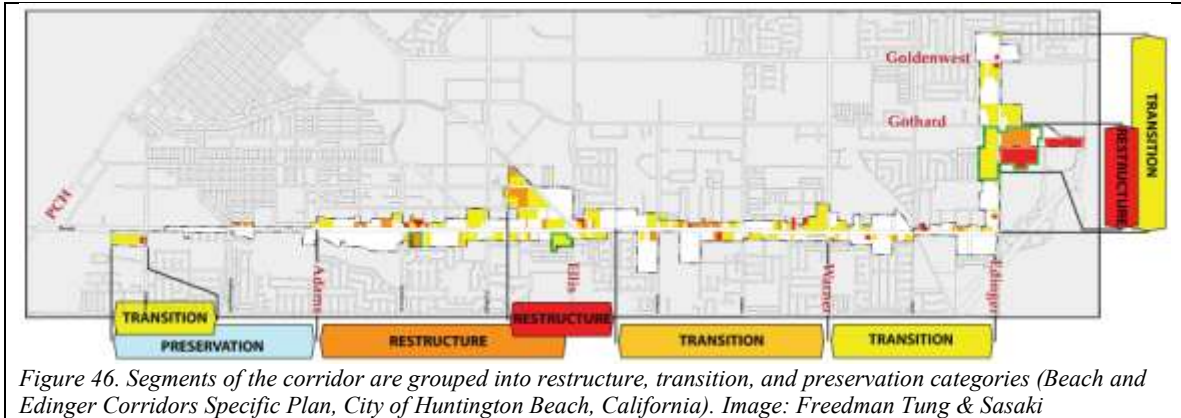 Goldenwest
Gothard
TRANSITION
RESTRUCTURE
PCH
Adams
Ellis
Warner
Edinger
TRANSITION
PRESERVATION
RESTRUCTURE
RESTRUCTURE
TRANSITION
TRANSITION
Figure 46. Segments of the corridor are grouped into restructure, transition, and preservation categories (Beach and
Edinger Corridors Specific Plan, City of Huntington Beach, California). Image: Freedman Tung & Sasaki